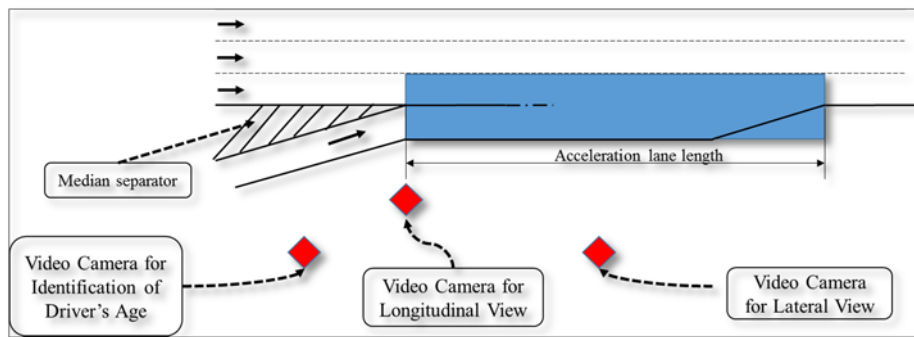 Acceleration lane length
Median separator
Video Camera for
Identification of
Driver's Age
Video Camera for
Longitudinal View
Video Camera
for Lateral View